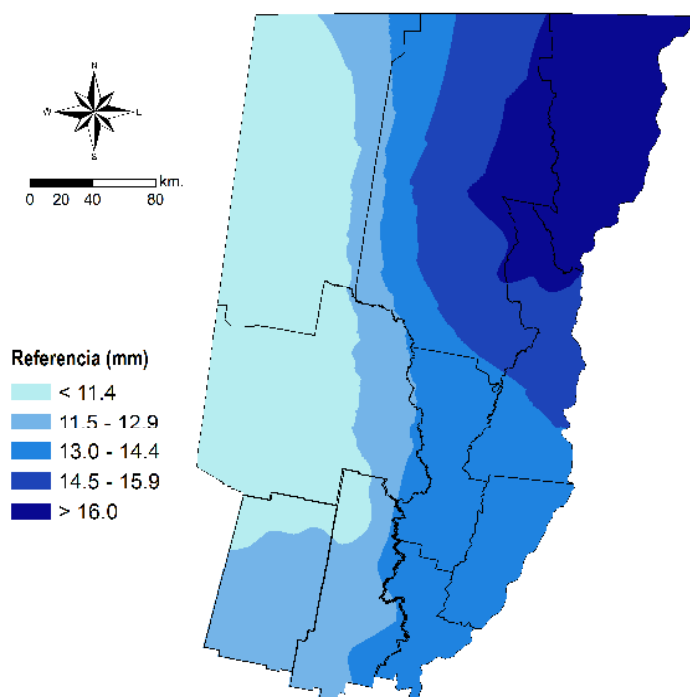 N
W L
S
km.
0 20 40 80
Referencia (mm)
< 11.4
11.5 - 12.9
13.0 - 14.4
14.5 - 15.9
> 16.0